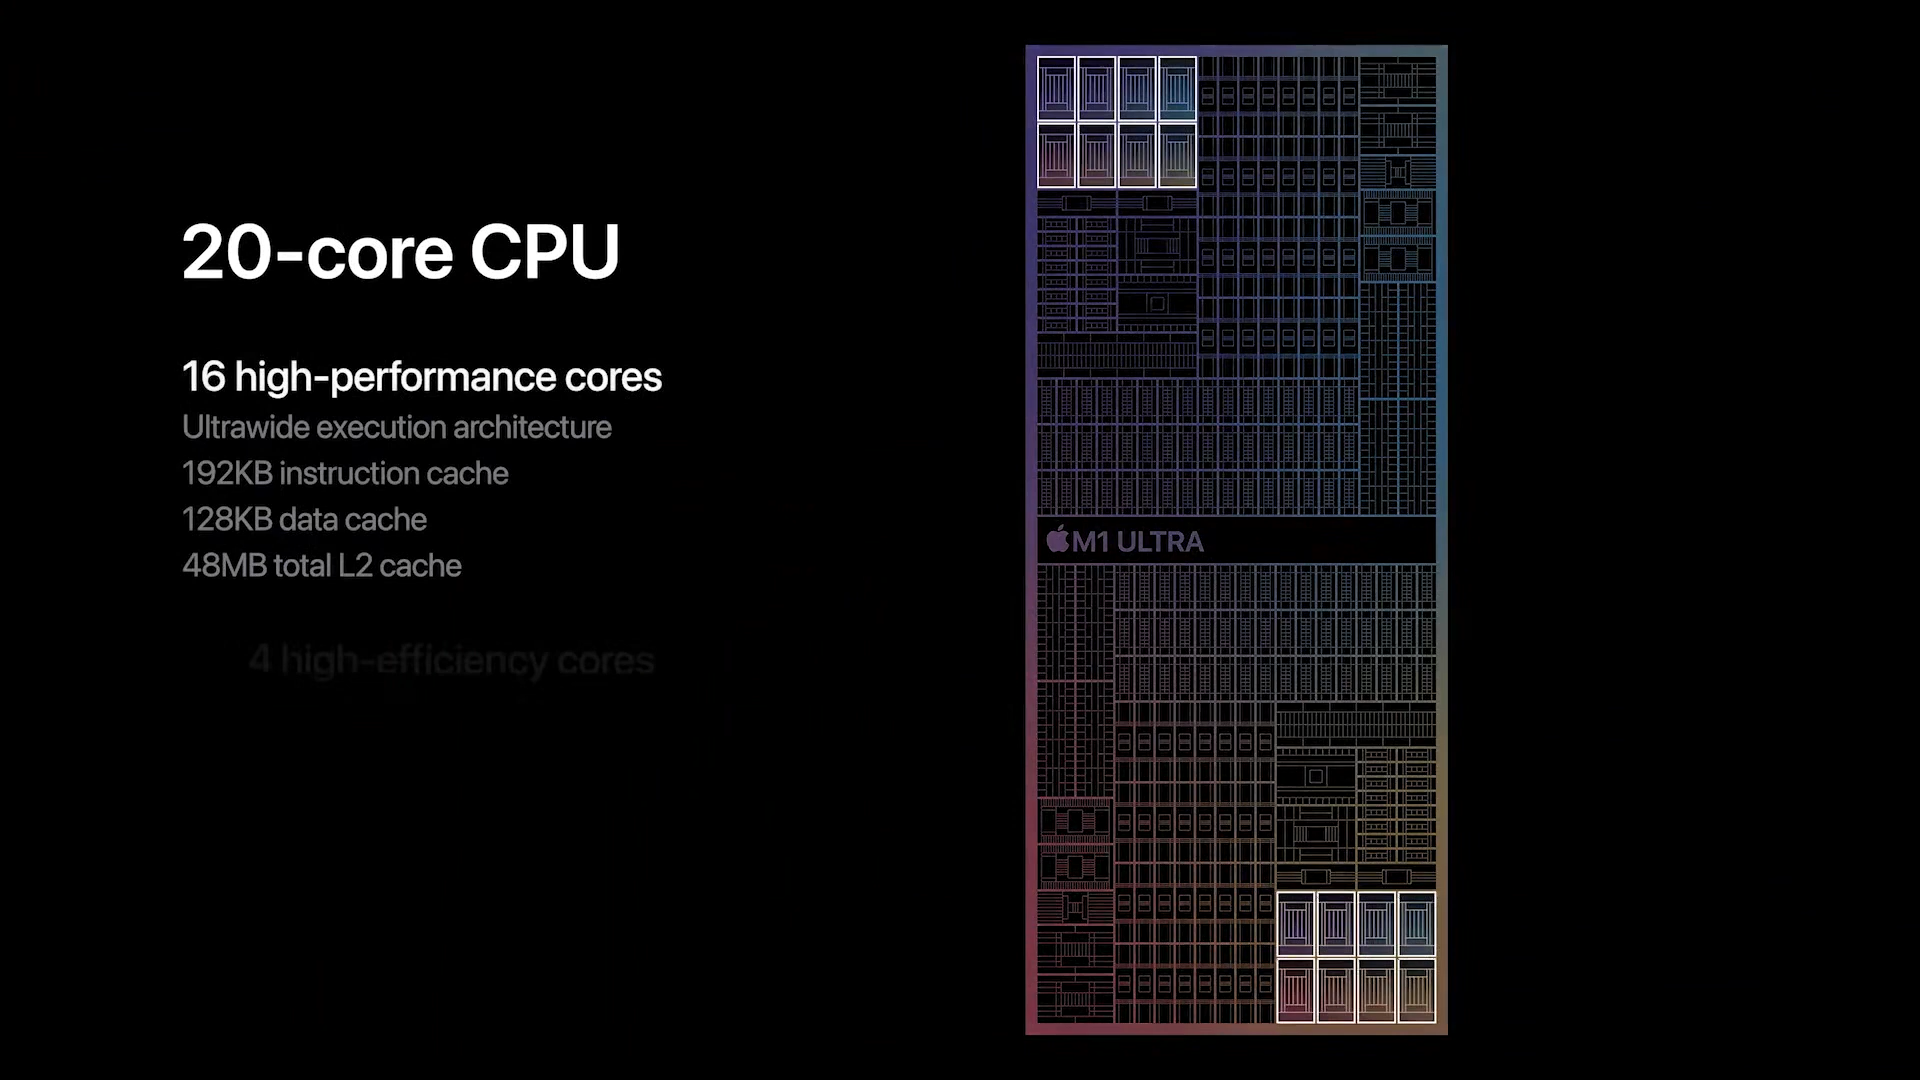 20-core CPU
16 high-performance cores
Ultrawide execution architecture
192KB instruction cache
128KB data cache
48MB total L2 cache
4 high-efficiency cores
M1 ULTRA